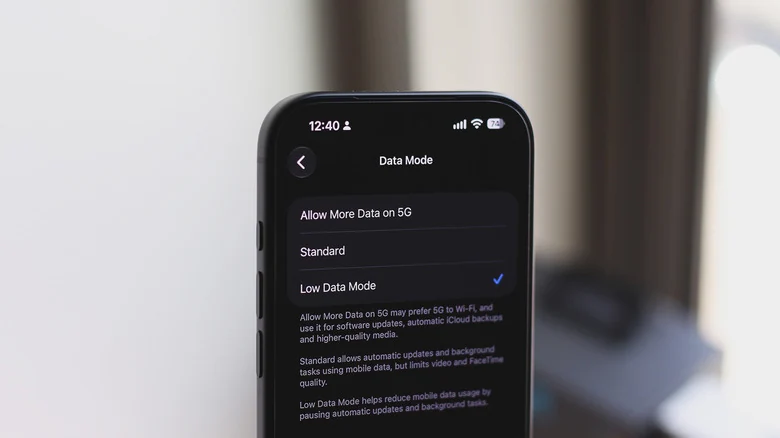 12:40 74
Data Mode
Allow More Data on 5G
Standard
Low Data Mode
Allow More Data on 5G may prefer 5G to Wi-Fi, and
use it for software updates, automatic iCloud backups
and higher-quality media.
Standard allows automatic updates and background
tasks using mobile data, but limits video and FaceTime
quality.
Low Data Mode helps reduce mobile data usage by
pausing automatic updates and background tasks.